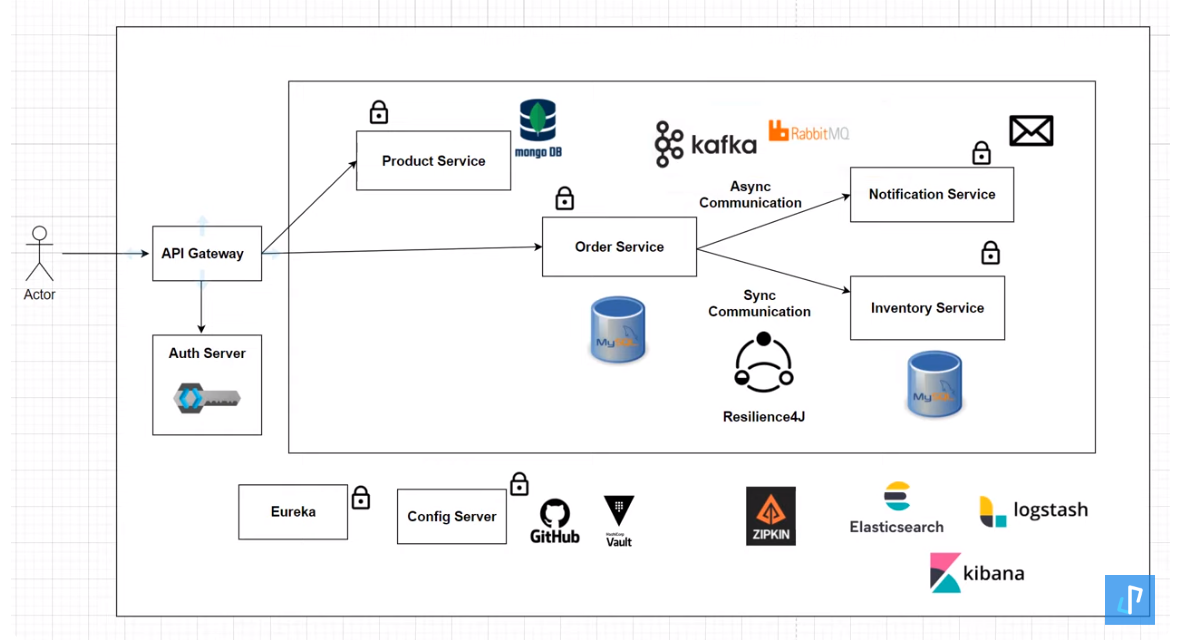 mongo DB
Product Service
kafka
RabbitMQ
Async
Communication
Notification Service
Order Service
API Gateway
Actor
Sync
Communication
Inventory Service
MySQL
Auth Server
MySQL
Resilience4J
Eureka
Config Server
GitHub
HashiCorp
Vault
ZIPKIN
Elasticsearch
logstash
kibana